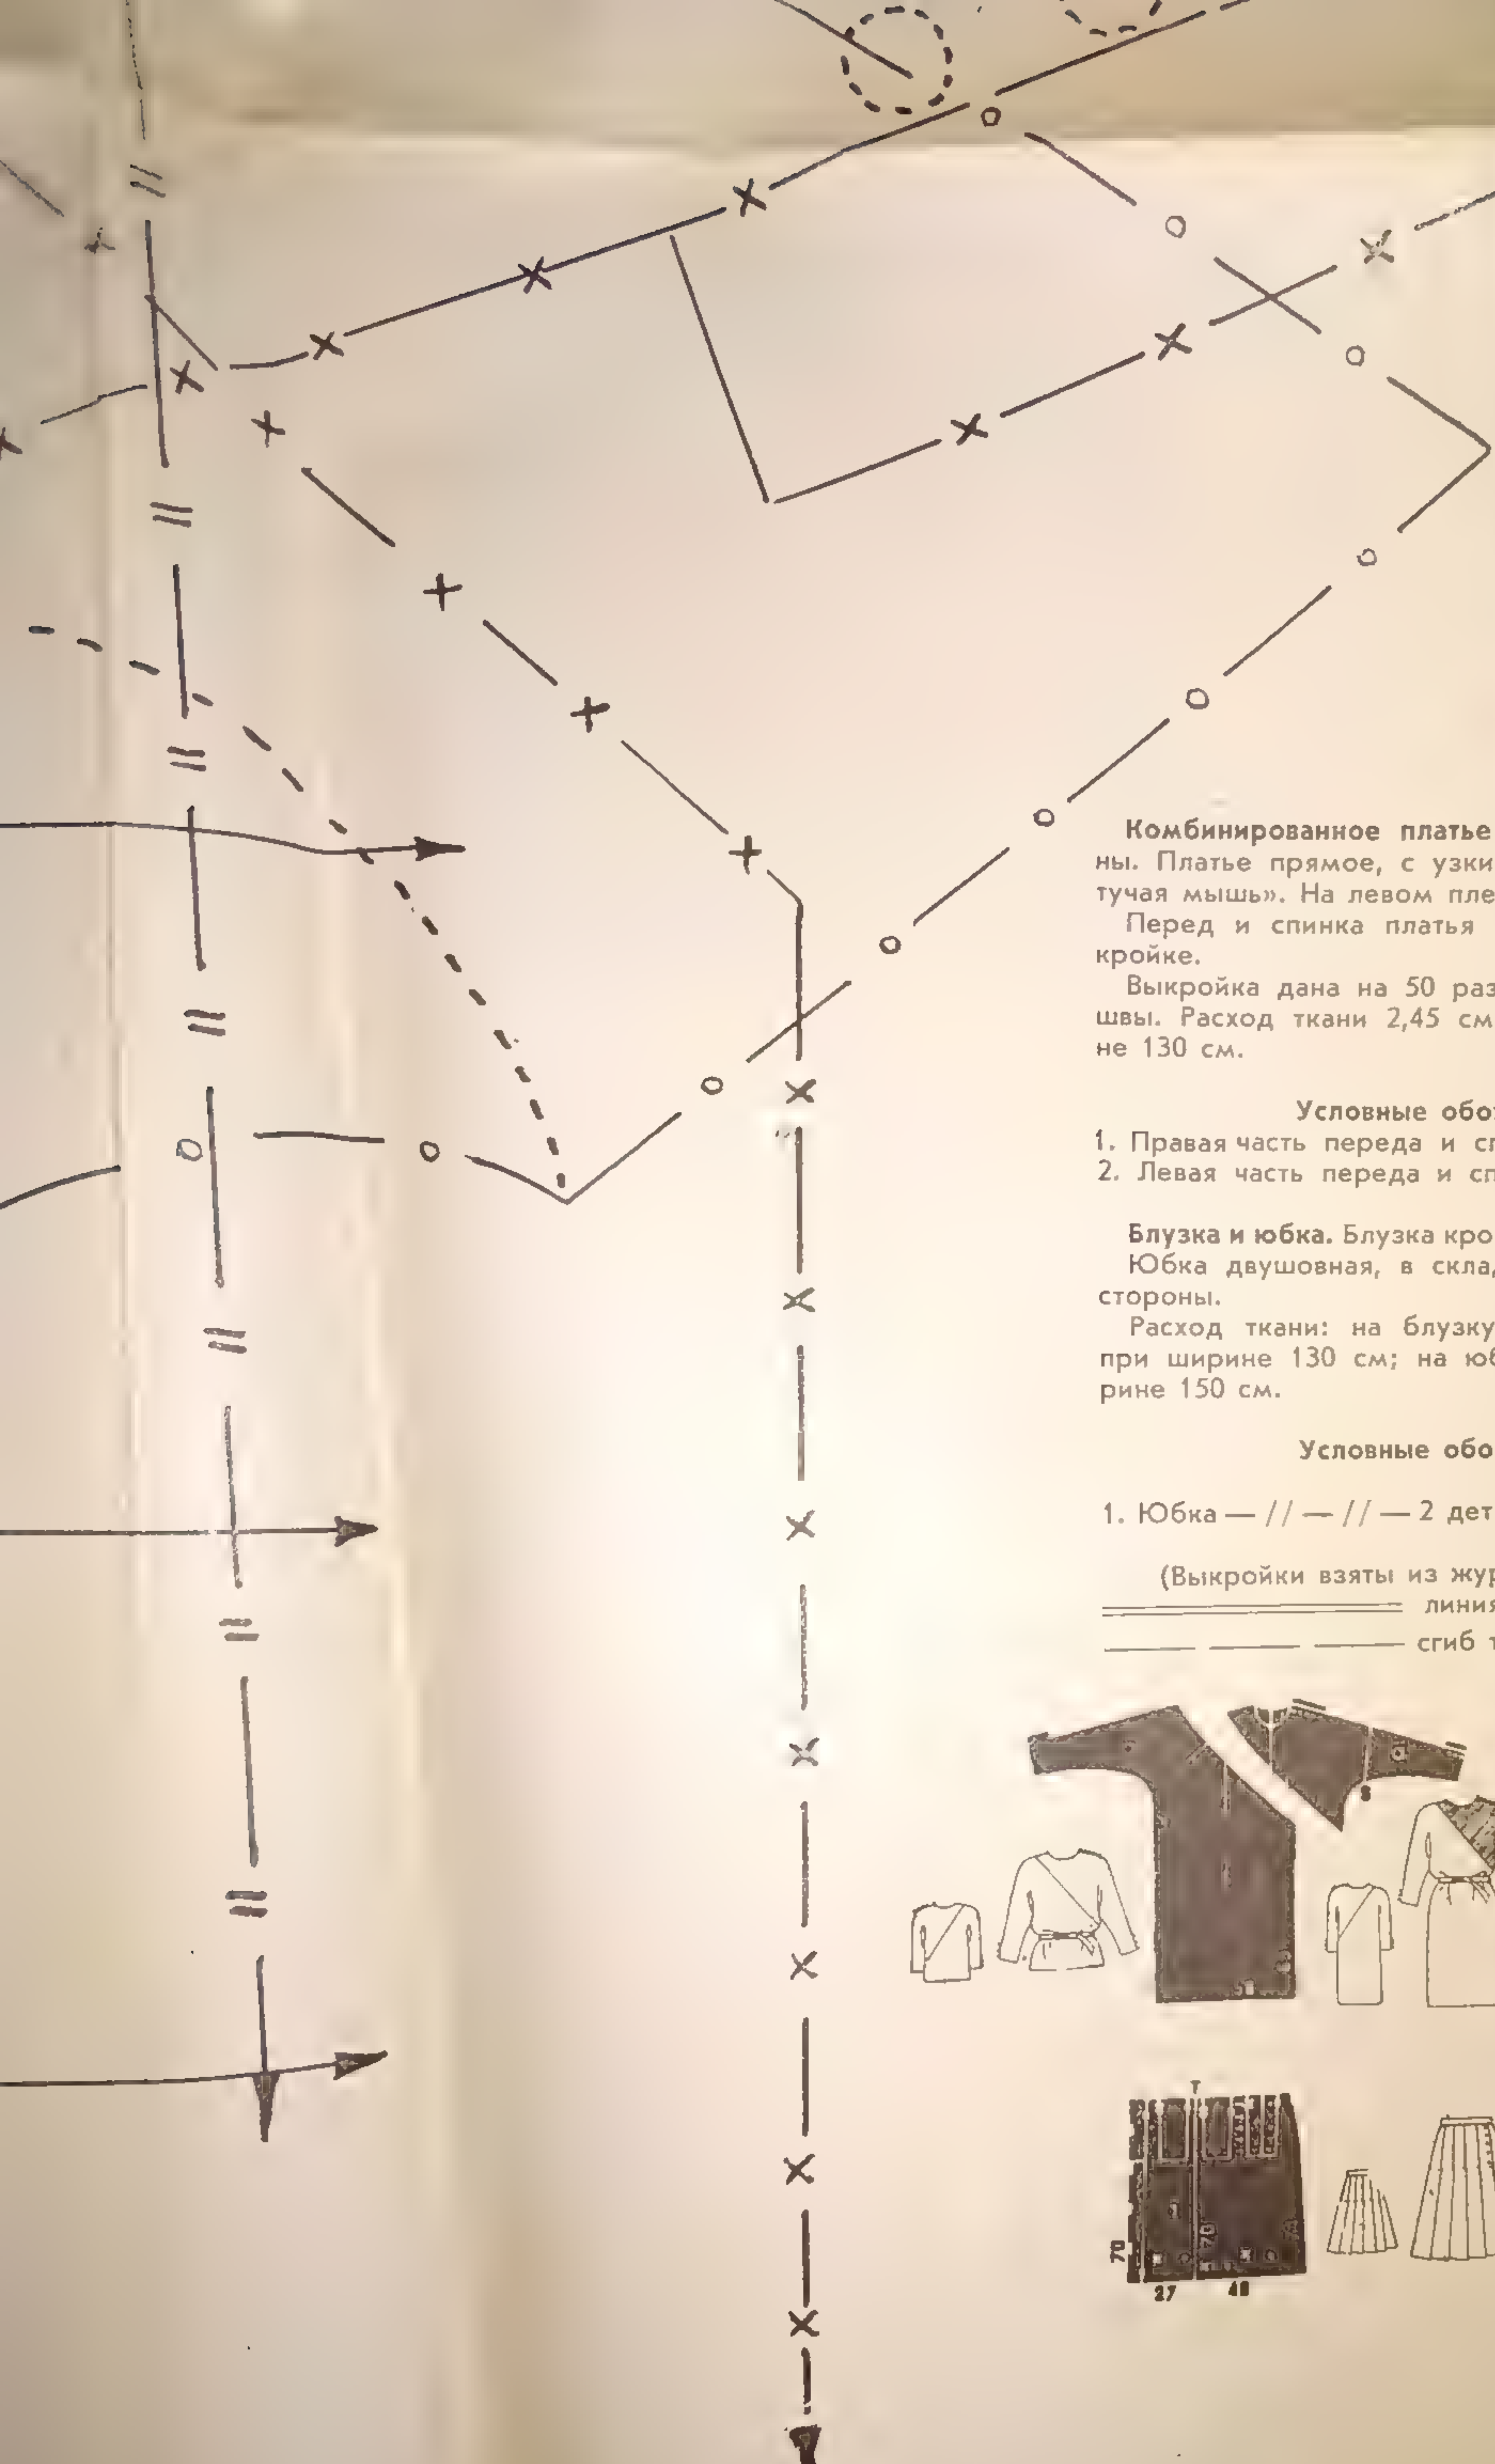 Комбинированное платье
ны. Платье прямое, с узки
тучая мышь». На левом пле
Перед и спинка платья
кройке.
Выкройка дана на 50 раз
швы. Расход ткани 2,45 см
не 130 см.
Условные обоз
1. Правая часть переда и сп
2. Левая часть переда и сп
Блузка и юбка. Блузка кро
Юбка двушовная, в склад
стороны.
Расход ткани: на блузку
при ширине 130 см; на юб
рине 150 см.
Условные обо
1. Юбка — // — // — 2 дет
(Выкройки взяты из жур
линия
сгиб т
T
70
70
27 48